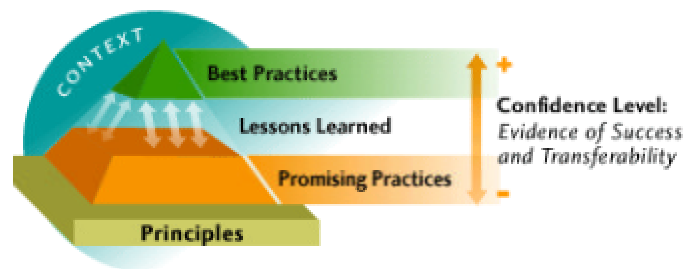 CONTEXT
Best Practices
Lessons Learned
Promising Practices
Principles
+
Confidence Level:
Evidence of Success
and Transferability
-